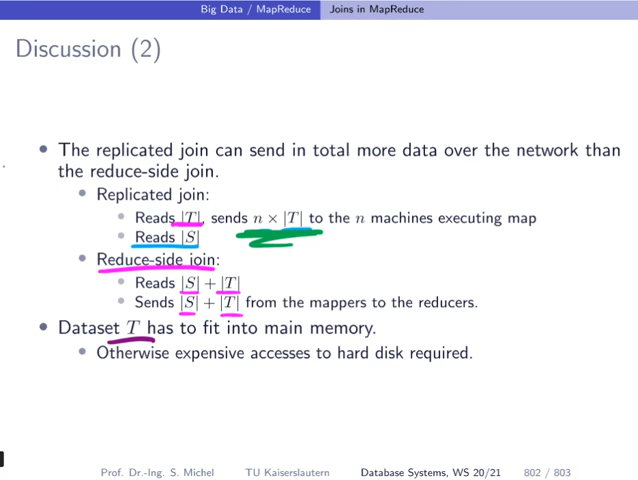 Big Data / MapReduce Joins in MapReduce
Discussion (2)
• The replicated join can send in total more data over the network than
the reduce-side join.
• Replicated join:
• Reads |T|, sends n × |T| to the n machines executing map
• Reads |S|
• Reduce-side join:
• Reads |S| + |T|
• Sends |S| + |T| from the mappers to the reducers.
• Dataset T has to fit into main memory.
• Otherwise expensive accesses to hard disk required.
Prof. Dr.-Ing. S. Michel TU Kaiserslautern Database Systems, WS 20/21 802 / 803